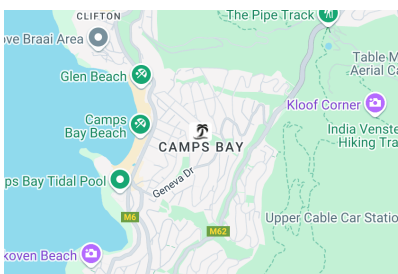 CLIFTON
The Pipe Track
ove Braai Area
Table M
Aerial Ca
Glen Beach
Kloof Corner
Camps
Bay Beach
India Venste
Hiking Tra
CAMPS BAY
ps Bay Tidal Pool
Geneva Dr
M6
M62
Upper Cable Car Statio
koven Beach